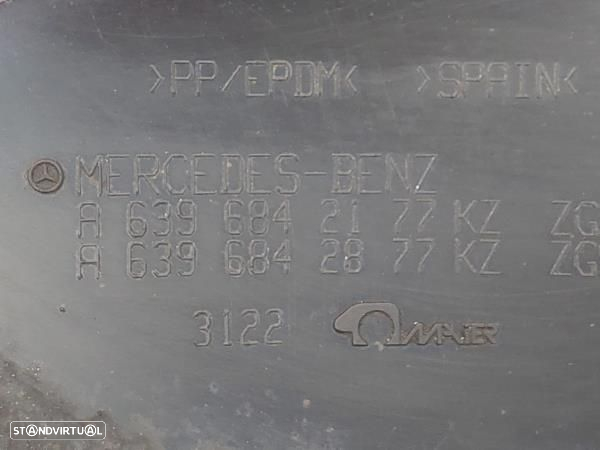 >PP/EPDM< >SPAIN<
MERCEDES-BENZ
A 639 684 21 77 KZ ZG
A 639 684 28 77 KZ ZG
3122 MAIER
STANDVIRTUAL